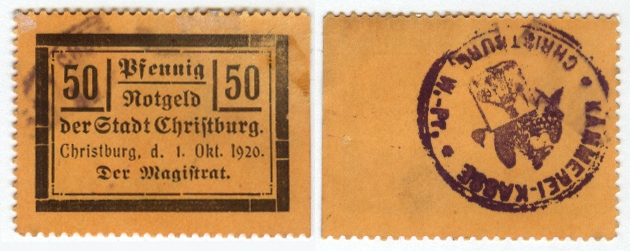 50 Pfennig 50
Notgeld
der Stadt Christburg.
Christburg, d. 1. Okt. 1920.
Der Magistrat.
KÄMMEREI-KASSE • CHRISTBURG, W.-Pr. •